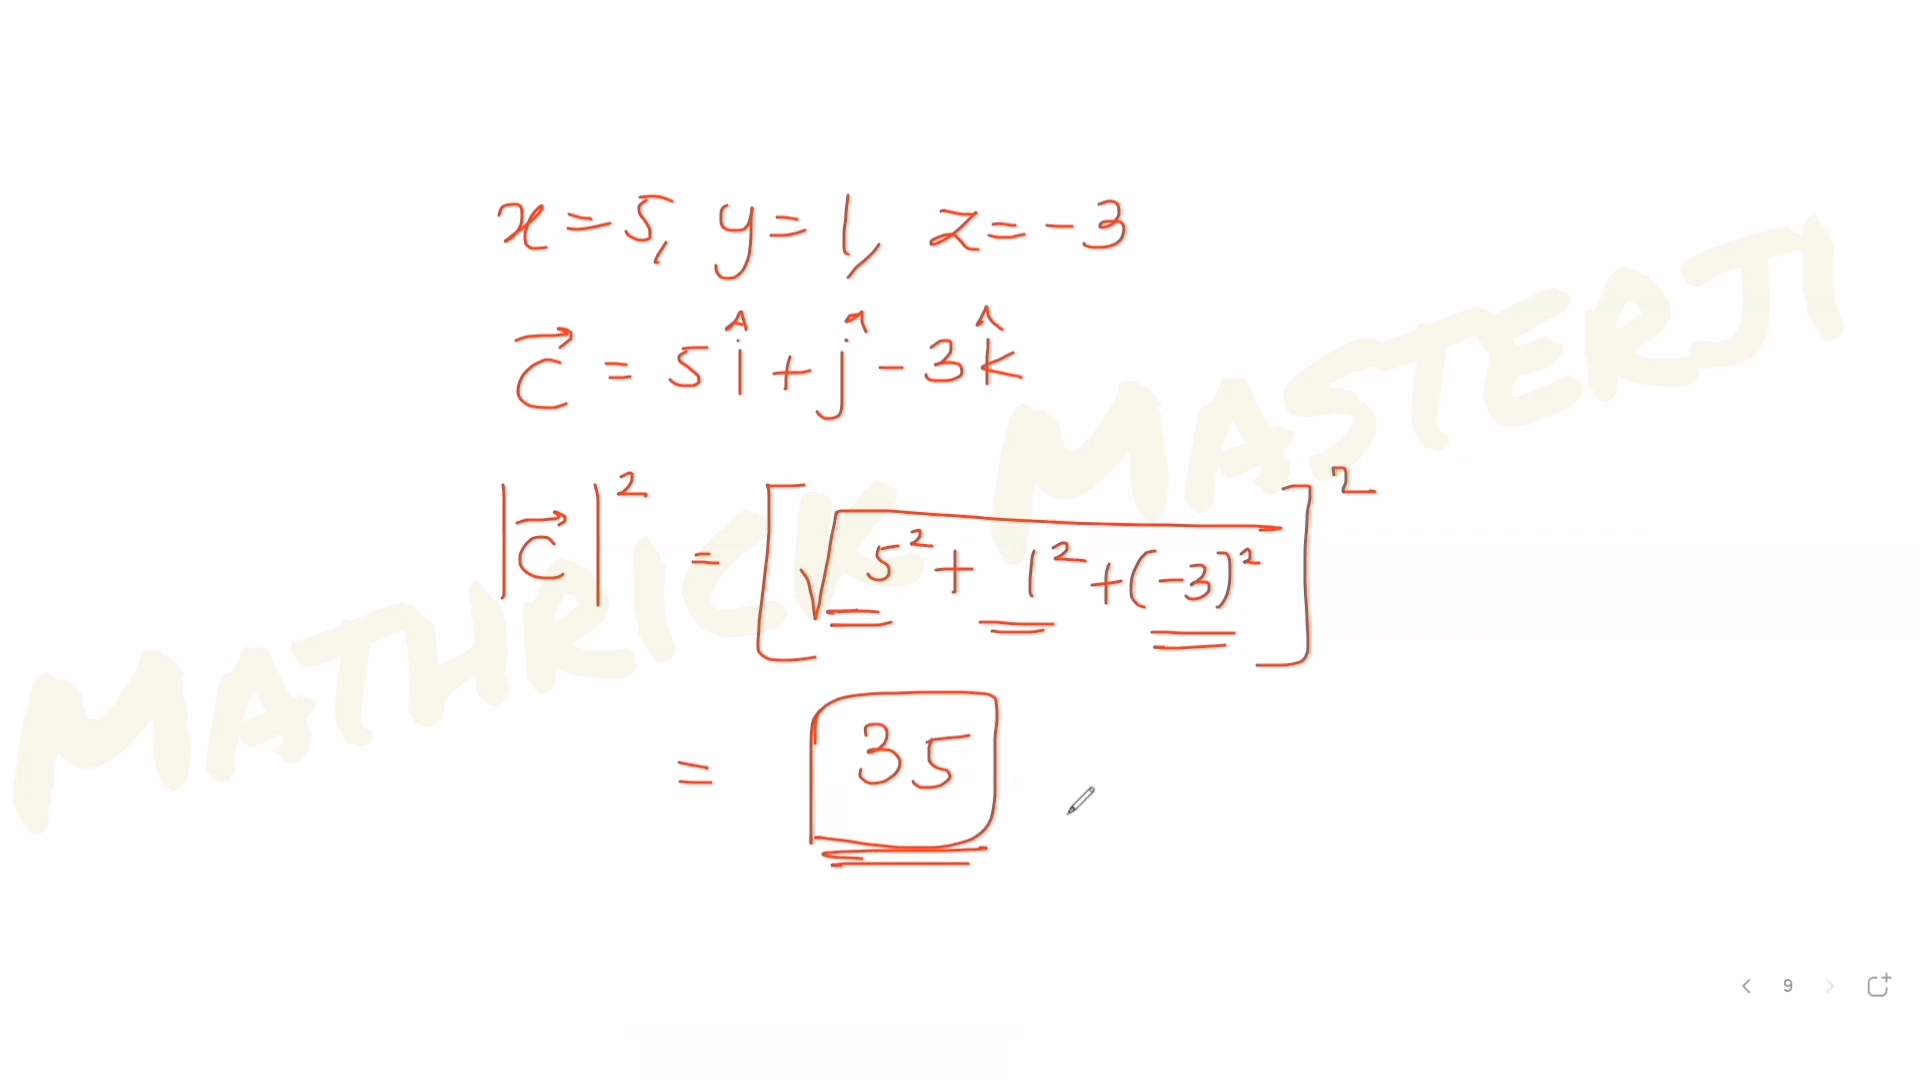 x=5, y=1, z=-3
c⃗ = 5î+ĵ-3k̂
|c⃗|² = [√(5²+1²+(-3)²)]²
= 35
MATHRICK MASTERJI
9